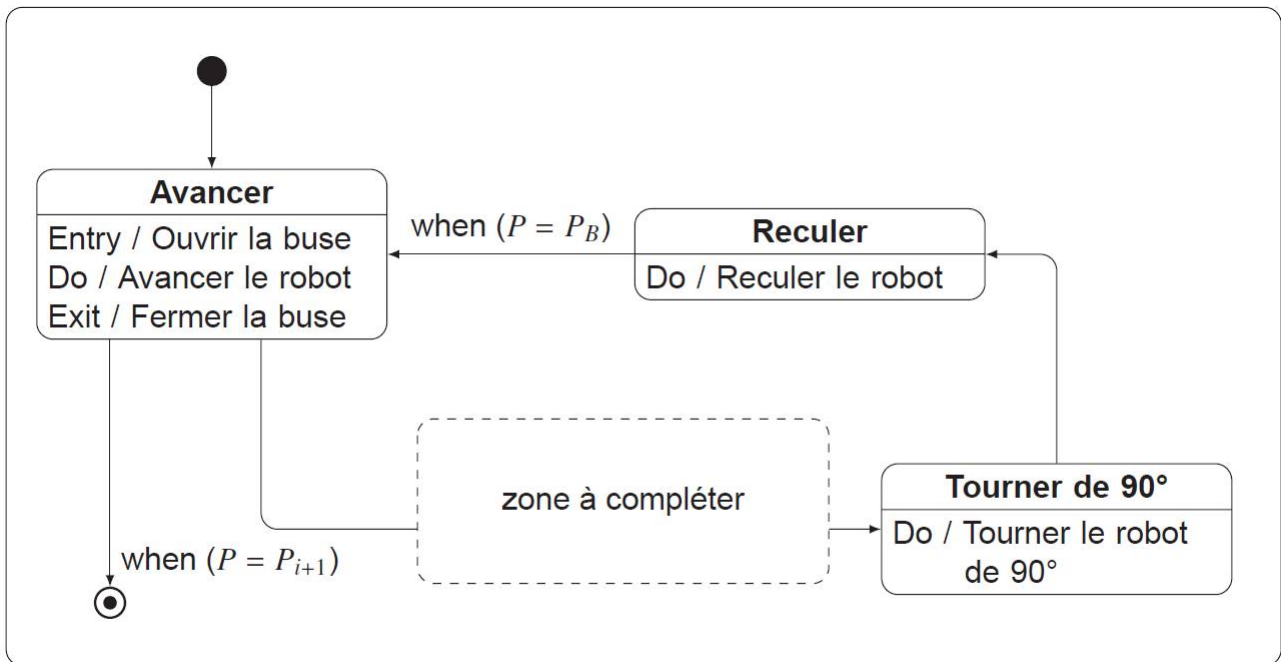 Avancer
Entry / Ouvrir la buse
Do / Avancer le robot
Exit / Fermer la buse
when (P = P_B)
Reculer
Do / Reculer le robot
zone à compléter
Tourner de 90°
Do / Tourner le robot
de 90°
when (P = P_{i+1})